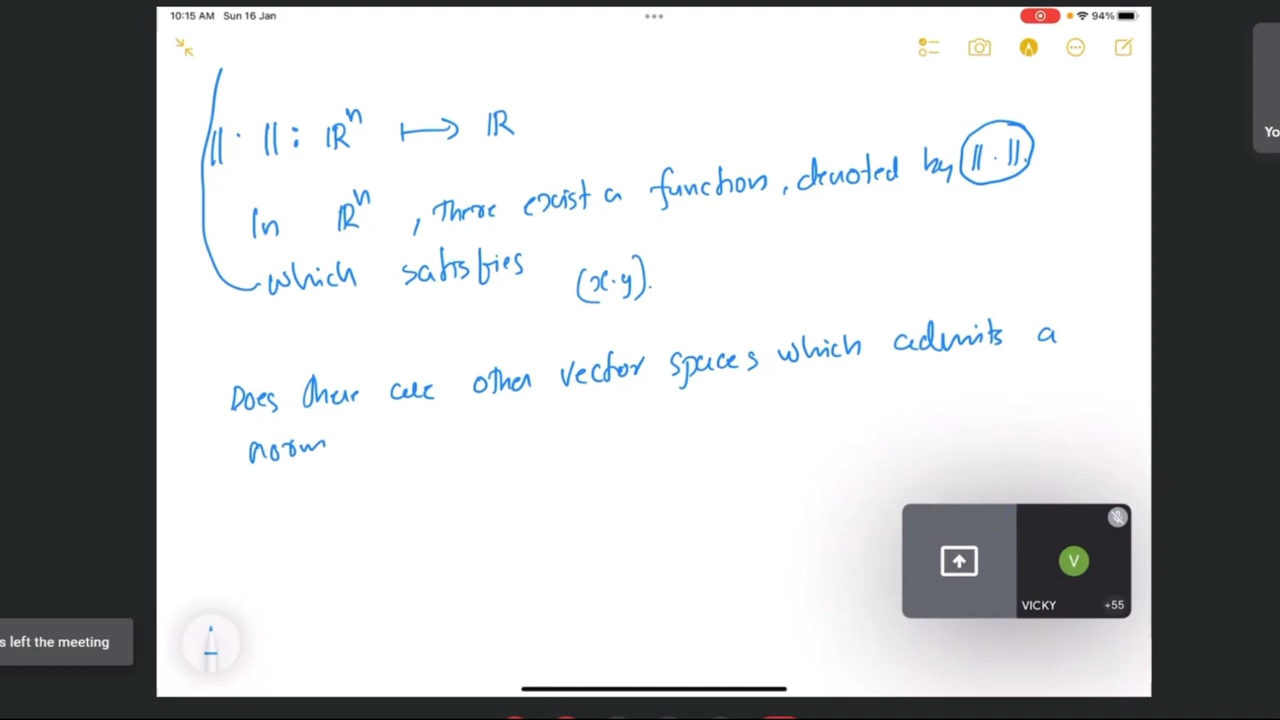 10:15 AM Sun 16 Jan
94%
|| · || : ℝⁿ ⟼ ℝ
In ℝⁿ, there exist a function, denoted by || · ||.
which satisfies (x·y).
Does there are other vector spaces which admits a
norm
Yo
VICKY +55
s left the meeting
V